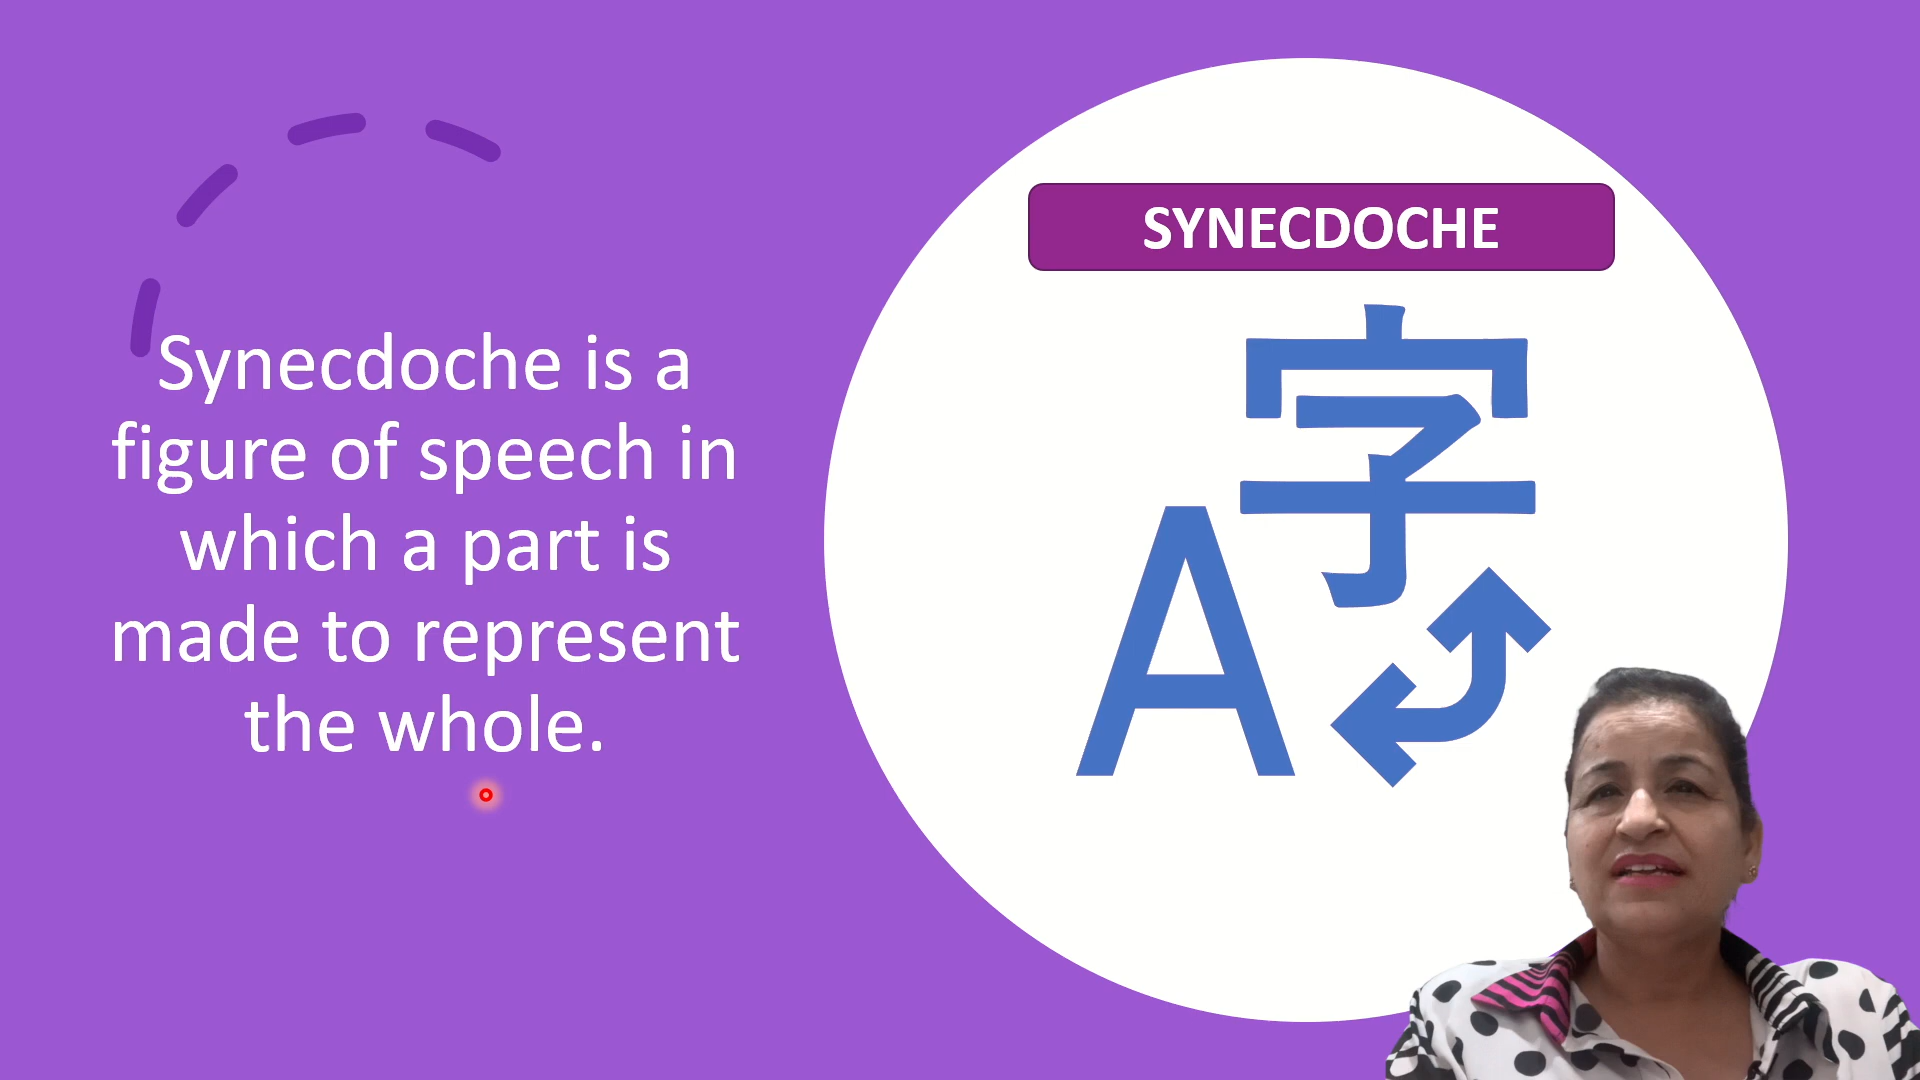 Synecdoche is a
figure of speech in
which a part is
made to represent
the whole.
SYNECDOCHE
字
A